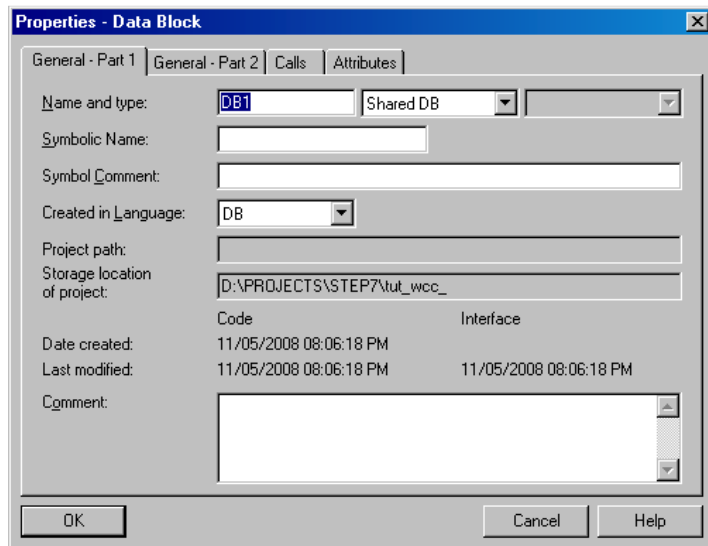 Properties - Data Block
General - Part 1 General - Part 2 Calls Attributes
Name and type: DB1 Shared DB
Symbolic Name:
Symbol Comment:
Created in Language: DB
Project path:
Storage location
of project: D:\PROJECTS\STEP7\tut_wcc_
Code Interface
Date created: 11/05/2008 08:06:18 PM
Last modified: 11/05/2008 08:06:18 PM 11/05/2008 08:06:18 PM
Comment:
OK Cancel Help